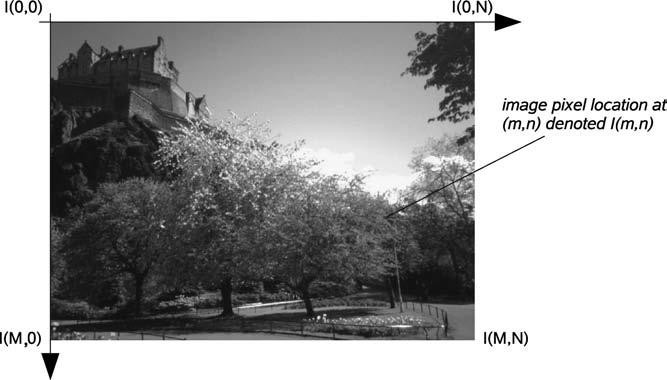 I(0,0)
I(0,N)
image pixel location at
(m,n) denoted I(m,n)
I(M,0)
I(M,N)